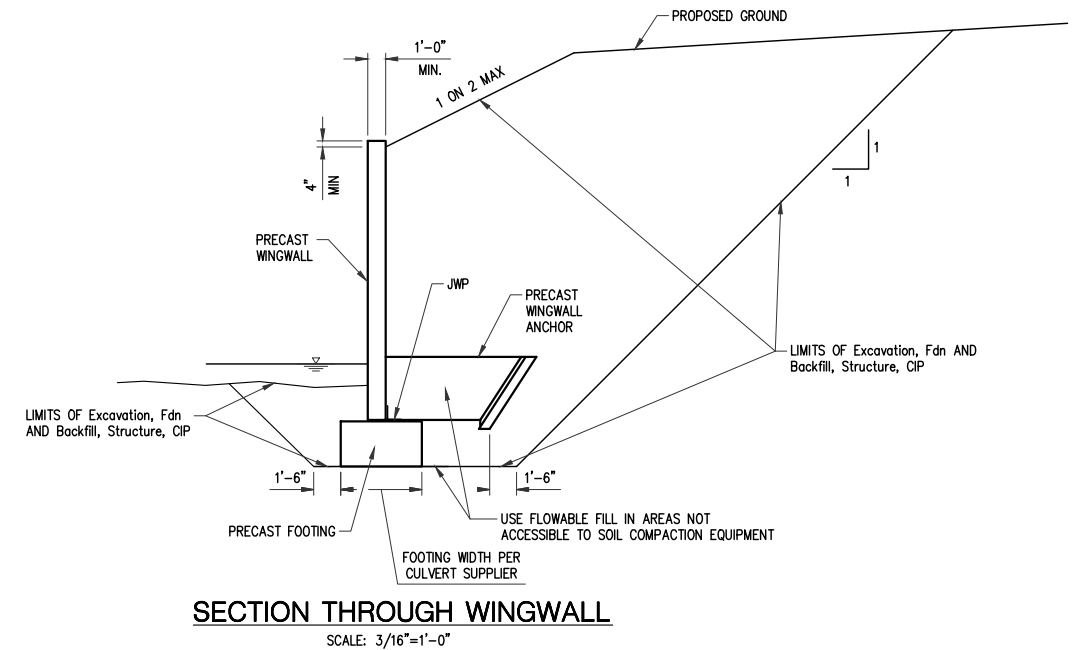 PROPOSED GROUND
1'-0"
MIN.
1 ON 2 MAX
4"
MIN
1
1
PRECAST
WINGWALL
JWP
PRECAST
WINGWALL
ANCHOR
LIMITS OF Excavation, Fdn AND
Backfill, Structure, CIP
LIMITS OF Excavation, Fdn
AND Backfill, Structure, CIP
1'-6"
1'-6"
PRECAST FOOTING
USE FLOWABLE FILL IN AREAS NOT
ACCESSIBLE TO SOIL COMPACTION EQUIPMENT
FOOTING WIDTH PER
CULVERT SUPPLIER
SECTION THROUGH WINGWALL
SCALE: 3/16"=1'-0"